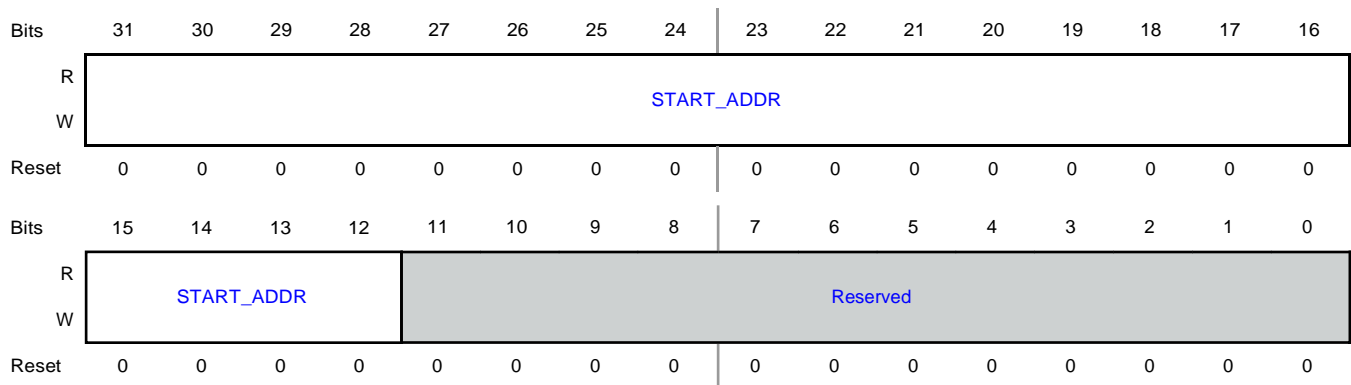 Bits 31 30 29 28 27 26 25 24 23 22 21 20 19 18 17 16
R
START_ADDR
W
Reset 0 0 0 0 0 0 0 0 0 0 0 0 0 0 0 0
Bits 15 14 13 12 11 10 9 8 7 6 5 4 3 2 1 0
R
START_ADDR Reserved
W
Reset 0 0 0 0 0 0 0 0 0 0 0 0 0 0 0 0